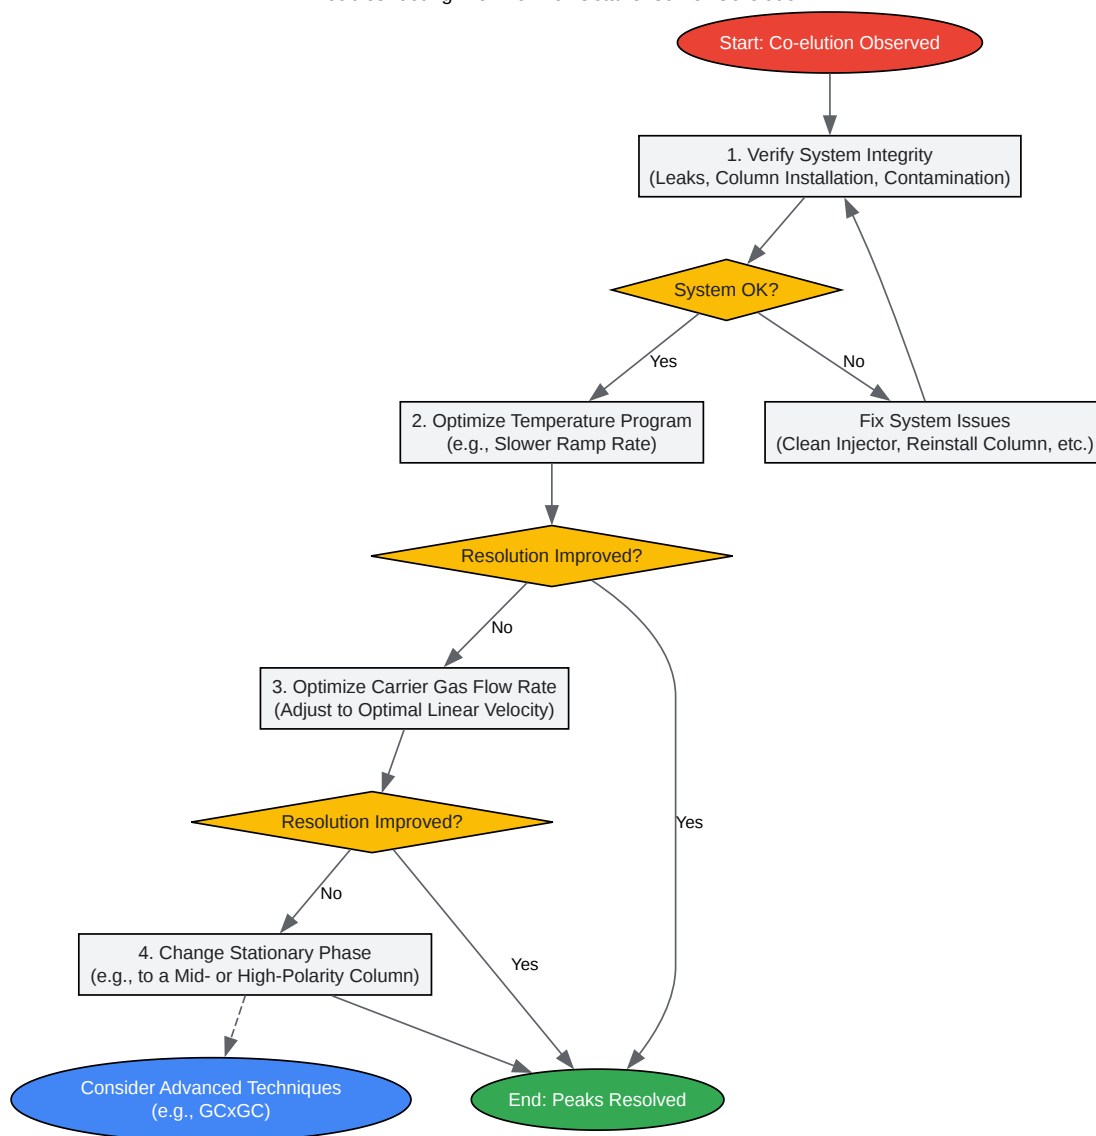 Start: Co-elution Observed
1. Verify System Integrity
(Leaks, Column Installation, Contamination)
System OK?
Yes
No
2. Optimize Temperature Program
(e.g., Slower Ramp Rate)
Fix System Issues
(Clean Injector, Reinstall Column, etc.)
Resolution Improved?
No
3. Optimize Carrier Gas Flow Rate
(Adjust to Optimal Linear Velocity)
Resolution Improved?
Yes
No
4. Change Stationary Phase
(e.g., to a Mid- or High-Polarity Column)
Yes
Consider Advanced Techniques
(e.g., GCxGC)
End: Peaks Resolved